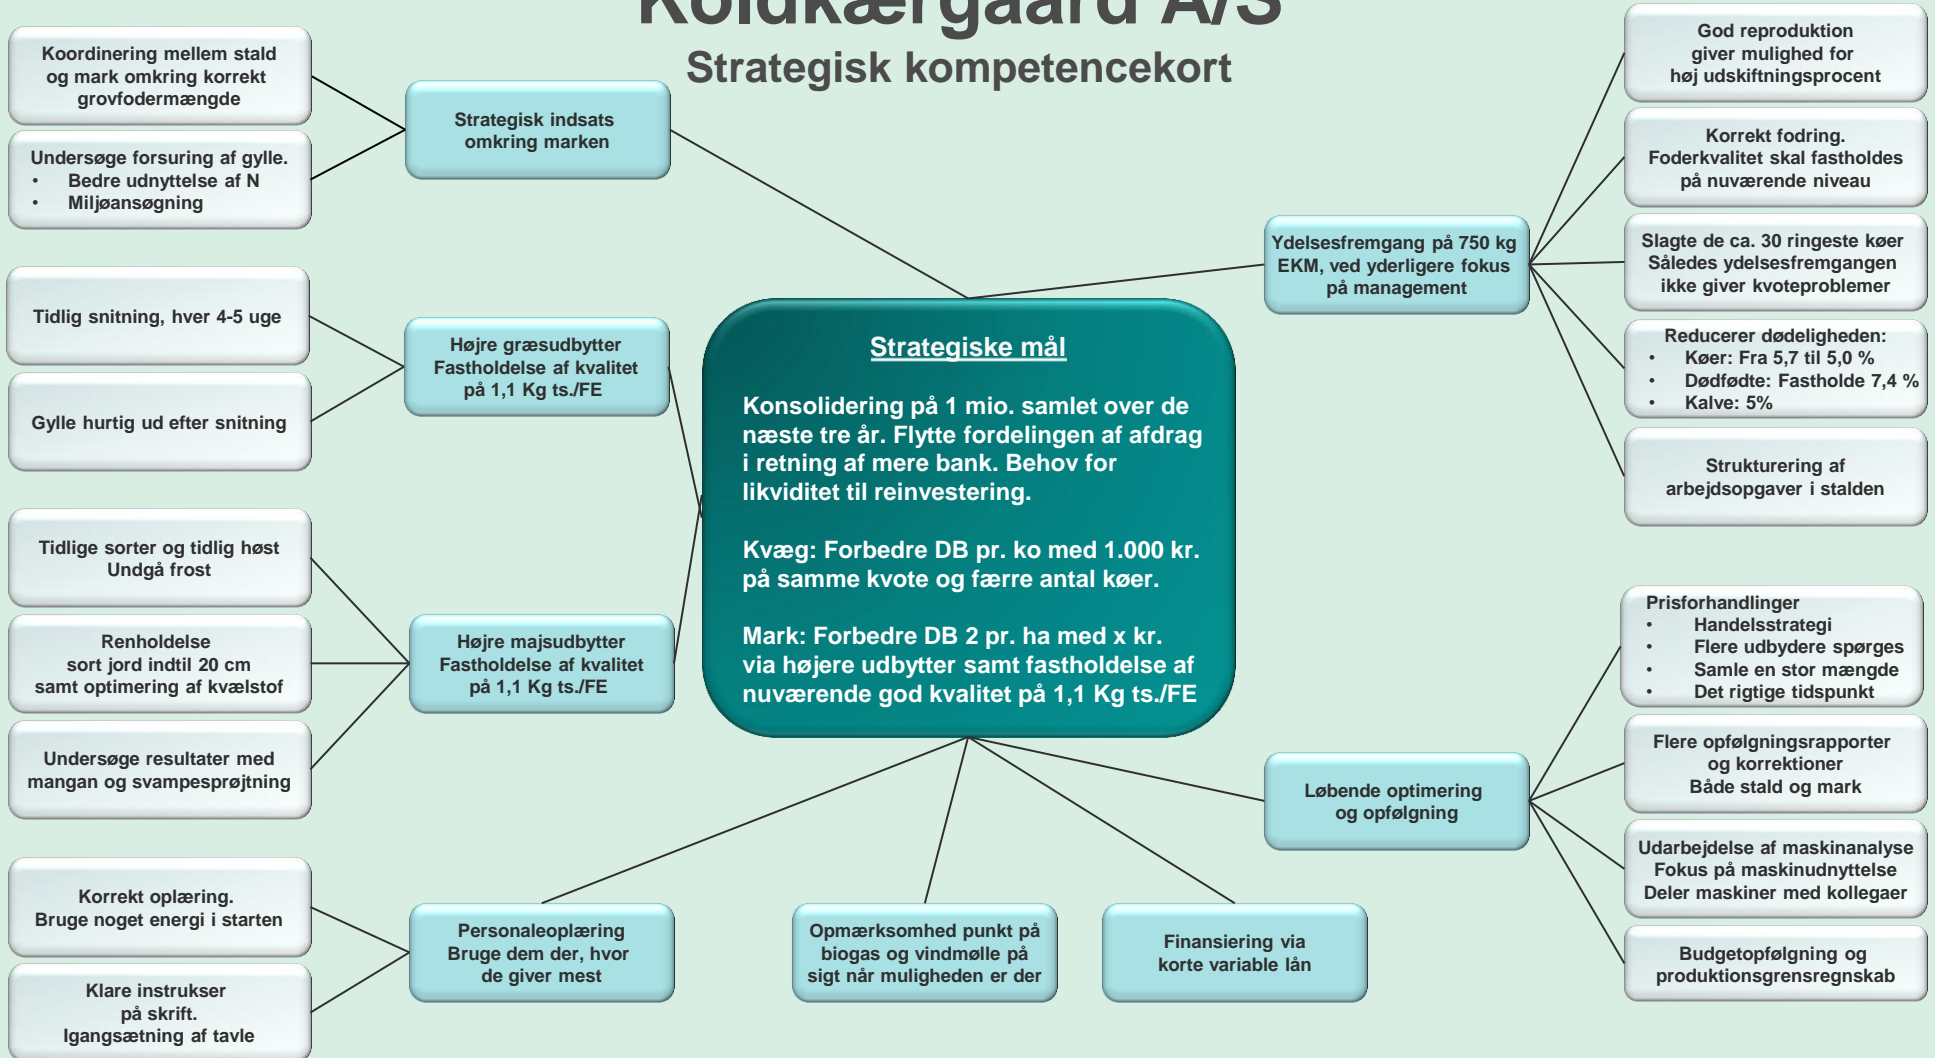 Koldkærgaard A/S
Strategisk kompetencekort
Koordinering mellem stald
og mark omkring korrekt
grovfodermængde
Undersøge forsuring af gylle.
• Bedre udnyttelse af N
• Miljøansøgning
Strategisk indsats
omkring marken
Tidlig snitning, hver 4-5 uge
Gylle hurtig ud efter snitning
Højre græsudbytter
Fastholdelse af kvalitet
på 1,1 Kg ts./FE
Tidlige sorter og tidlig høst
Undgå frost
Renholdelse
sort jord indtil 20 cm
samt optimering af kvælstof
Undersøge resultater med
mangan og svampesprøjtning
Højre majsudbytter
Fastholdelse af kvalitet
på 1,1 Kg ts./FE
Korrekt oplæring.
Bruge noget energi i starten
Klare instrukser
på skrift.
Igangsætning af tavle
Personaleoplæring
Bruge dem der, hvor
de giver mest
Strategiske mål
Konsolidering på 1 mio. samlet over de
næste tre år. Flytte fordelingen af afdrag
i retning af mere bank. Behov for
likviditet til reinvestering.
Kvæg: Forbedre DB pr. ko med 1.000 kr.
på samme kvote og færre antal køer.
Mark: Forbedre DB 2 pr. ha med x kr.
via højere udbytter samt fastholdelse af
nuværende god kvalitet på 1,1 Kg ts./FE
Opmærksomhed punkt på
biogas og vindmølle på
sigt når muligheden er der
Finansiering via
korte variable lån
Ydelsesfremgang på 750 kg
EKM, ved yderligere fokus
på management
God reproduktion
giver mulighed for
høj udskiftningsprocent
Korrekt fodring.
Foderkvalitet skal fastholdes
på nuværende niveau
Slagte de ca. 30 ringeste køer
Således ydelsesfremgangen
ikke giver kvoteproblemer
Reducerer dødeligheden:
• Køer: Fra 5,7 til 5,0 %
• Dødfødte: Fastholde 7,4 %
• Kalve: 5%
Strukturering af
arbejdsopgaver i stalden
Løbende optimering
og opfølgning
Prisforhandlinger
• Handelsstrategi
• Flere udbydere spørges
• Samle en stor mængde
• Det rigtige tidspunkt
Flere opfølgningsrapporter
og korrektioner
Både stald og mark
Udarbejdelse af maskinanalyse
Fokus på maskinudnyttelse
Deler maskiner med kollegaer
Budgetopfølgning og
produktionsgrensregnskab